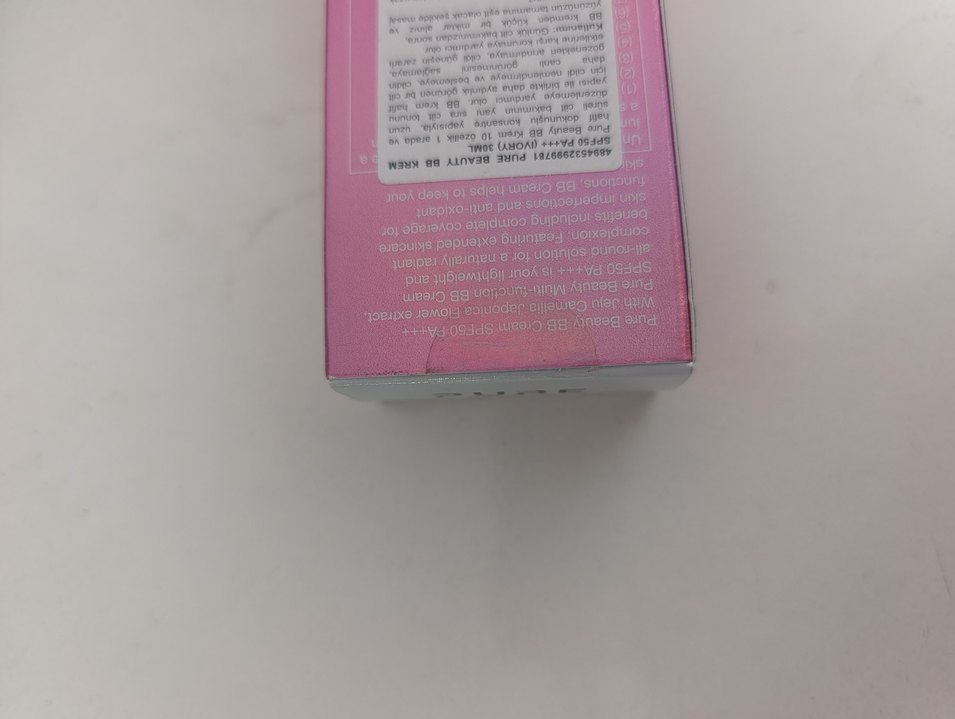 PURE
Pure Beauty BB Cream SPF50 PA+++
With Jeju Camellia Japonica Flower extract,
Pure Beauty Multi-function BB Cream
SPF50 PA+++ is your lightweight and
all-round solution for a naturally radiant
complexion. Featuring extended skincare
benefits including complete coverage for
skin imperfections and anti-oxidant
functions, BB Cream helps to keep your
4894532999781 PURE BEAUTY BB KREM
SPF50 PA+++ (IVORY) 30ML
Pure Beauty BB Krem 10 özellik 1 arada ve
hafif dokunuşlu konsantre yapısıyla, uzun
süreli cilt bakımının yanı sıra cilt tonunu
düzenlemeye yardımcı olur. BB krem hafif
yapısı ile birlikte daha aydınlık görünen bir cilt
için cildi nemlendirmeye ve beslemeye, cildin
daha canlı görünmesini sağlamaya,
gözenekleri arındırmaya, cildi güneşin zararlı
etkilerine karşı korumaya yardımcı olur.
Kullanımı: Günlük cilt bakımınızdan sonra,
BB kremden küçük bir miktar alınız ve
yüzünüzün tamamına eşit olacak şekilde masaj
(1)
(2)
(3)
(4)
(5)
(6)